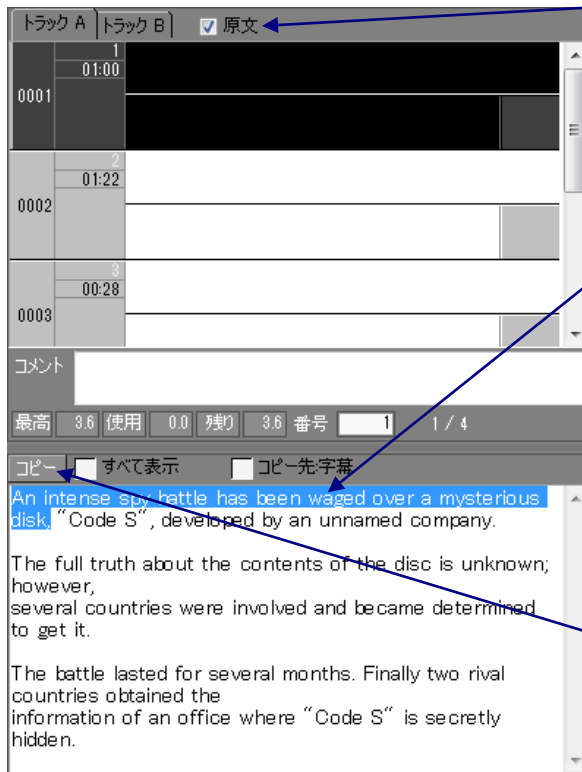 トラック A トラック B 原文
1
01:00
0001
2
01:22
0002
3
00:28
0003
コメント
最高 3.6 使用 0.0 残り 3.6 番号 1 1 / 4
コピー すべて表示 コピー先:字幕
An intense spy battle has been waged over a mysterious
disk, "Code S", developed by an unnamed company.
The full truth about the contents of the disc is unknown;
however,
several countries were involved and became determined
to get it.
The battle lasted for several months. Finally two rival
countries obtained the
information of an office where "Code S" is secretly
hidden.